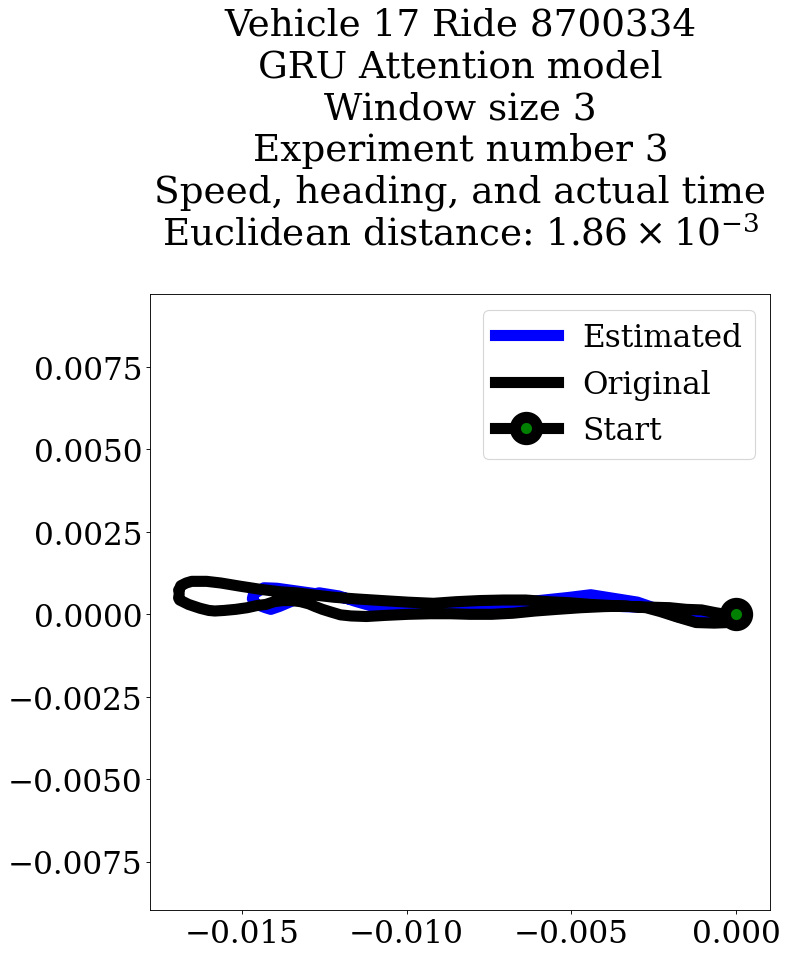 Vehicle 17 Ride 8700334
GRU Attention model
Window size 3
Experiment number 3
Speed, heading, and actual time
Euclidean distance: 1.86 × 10⁻³
Estimated
Original
Start
0.0075
0.0050
0.0025
0.0000
−0.0025
−0.0050
−0.0075
−0.015
−0.010
−0.005
0.000